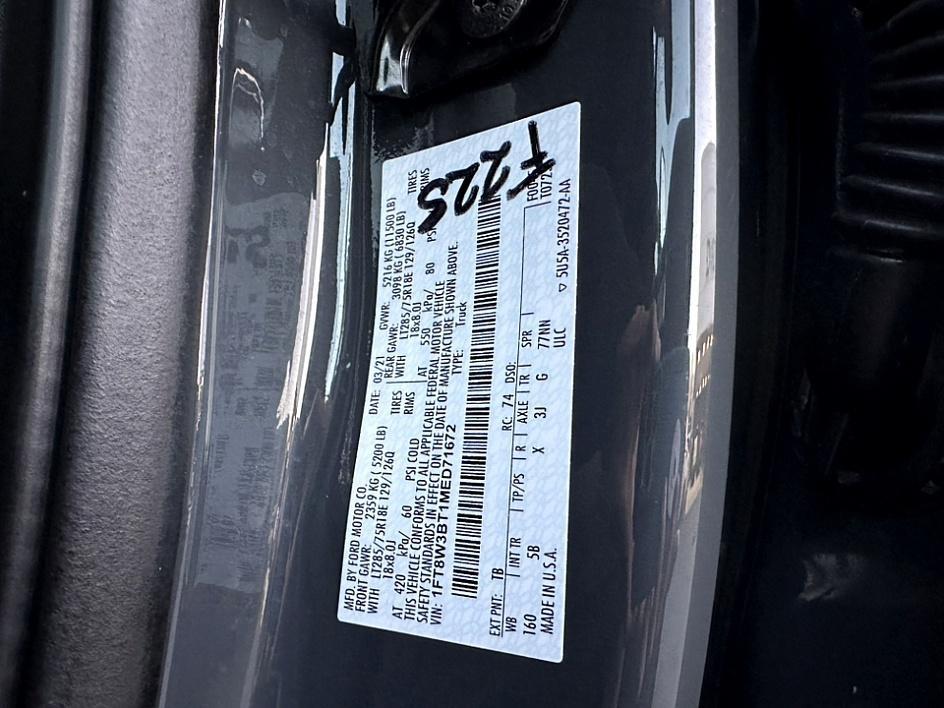 MFD. BY FORD MOTOR CO.
DATE: 03/21 GVWR: 5216 KG (11500 LB)
FRONT GAWR: 2359 KG (5200 LB) REAR GAWR: 3098 KG (6830 LB)
WITH LT285/75R18E 129/126Q TIRES WITH LT285/75R18E 129/126Q TIRES
18x8.0J RIMS 18x8.0J RIMS
AT 420 kPa/ 60 PSI COLD AT 550 kPa/ 80 PSI
THIS VEHICLE CONFORMS TO ALL APPLICABLE FEDERAL MOTOR VEHICLE
SAFETY STANDARDS IN EFFECT ON THE DATE OF MANUFACTURE SHOWN ABOVE.
VIN: 1FT8W3BT1MED71672 TYPE: Truck
F225
EXT PNT: TB RC: 74 DSO:
WB INT TR TP/PS R AXLE TR SPR
160 5B X 3J G 77NN
MADE IN U.S.A. ULC
▽ 5U5A-3520472-AA